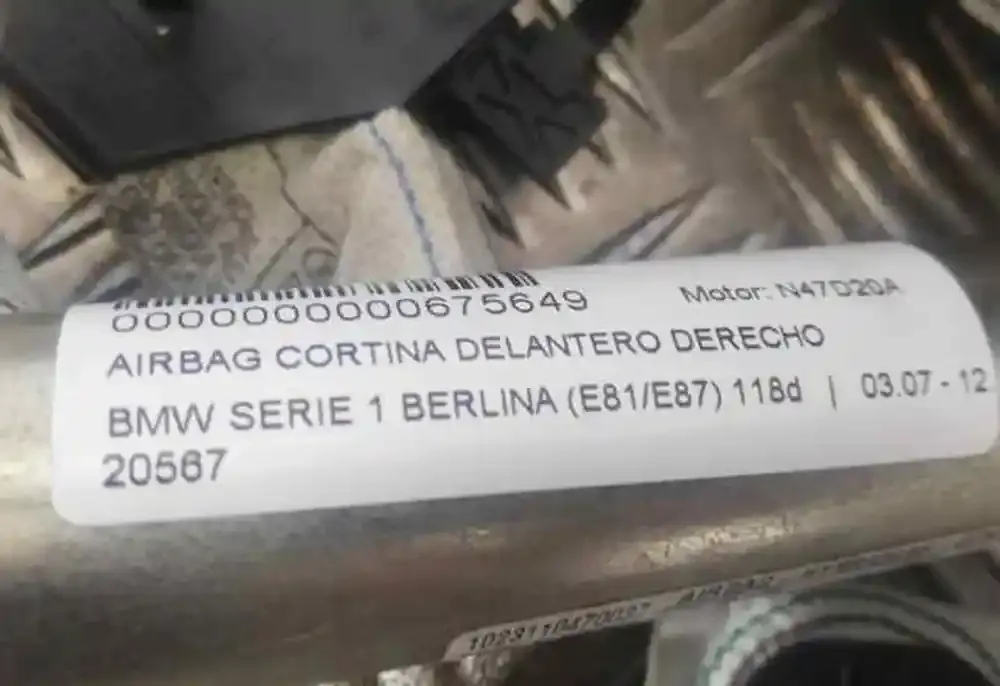 0000000000675649
Motor: N47D20A
AIRBAG CORTINA DELANTERO DERECHO
BMW SERIE 1 BERLINA (E81/E87) 118d | 03.07 - 12
20567